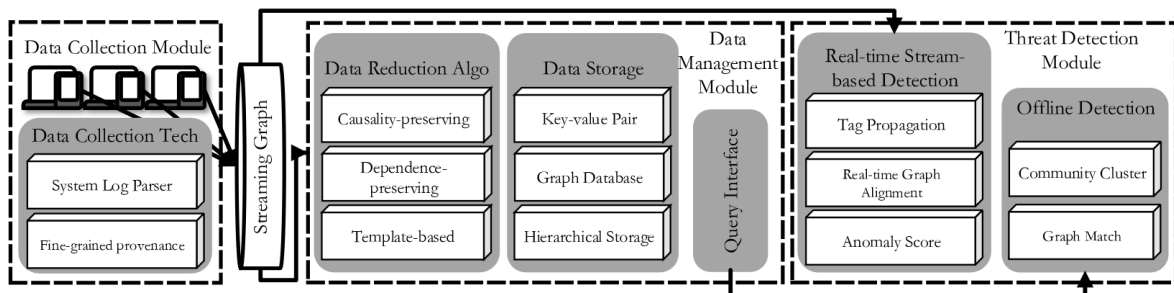 Data Collection Module
Data Collection Tech
System Log Parser
Fine-grained provenance
Streaming Graph
Data Reduction Algo
Causality-preserving
Dependence-
preserving
Template-based
Data Storage
Key-value Pair
Graph Database
Hierarchical Storage
Data
Management
Module
Query Interface
Real-time Stream-
based Detection
Tag Propagation
Real-time Graph
Alignment
Anomaly Score
Threat Detection
Module
Offline Detection
Community Cluster
Graph Match